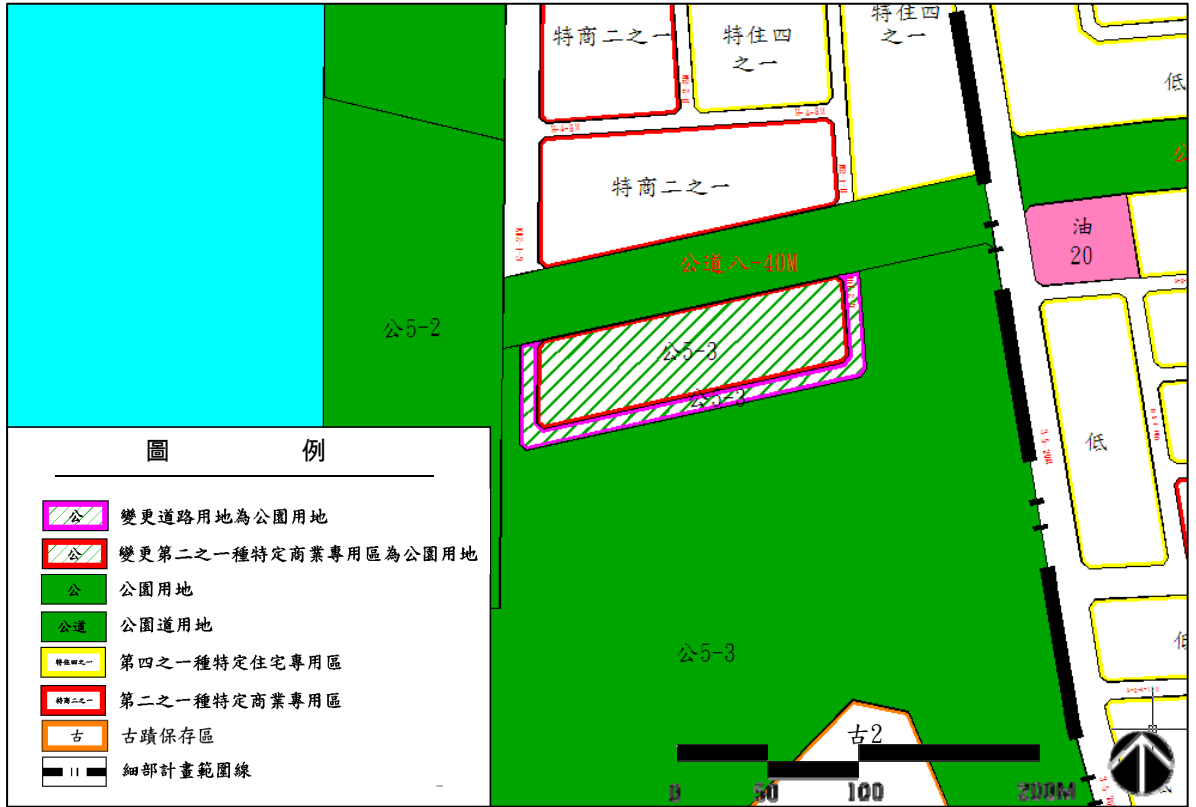 特商二之一
特住四
之一
特住四
之一
低
特商二之一
公
油
20
公道八-40M
公5-2
公5-3
公5-3
低
圖 例
公 變更道路用地為公園用地
公 變更第二之一種特定商業專用區為公園用地
公 公園用地
公道 公園道用地
特住四之一 第四之一種特定住宅專用區
特商二之一 第二之一種特定商業專用區
古 古蹟保存區
細部計畫範圍線
公5-3
低
古2
0 50 100 200M
低